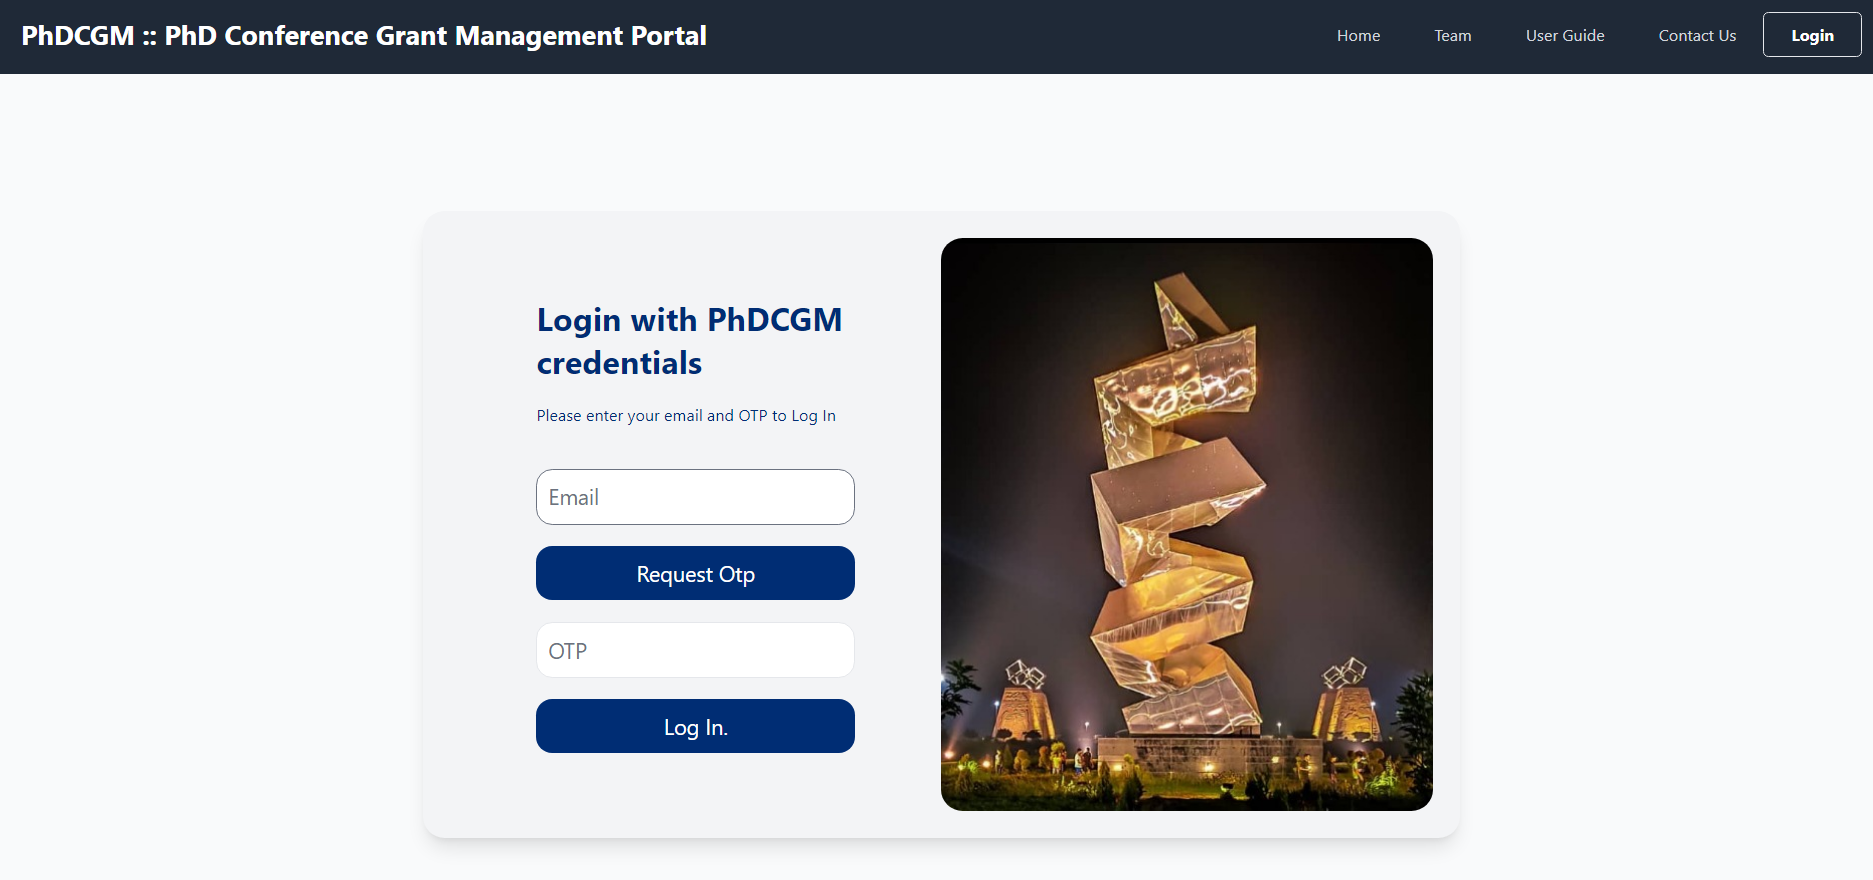 PhDCGM :: PhD Conference Grant Management Portal
Home
Team
User Guide
Contact Us
Login
Login with PhDCGM
credentials
Please enter your email and OTP to Log In
Email
Request Otp
OTP
Log In.